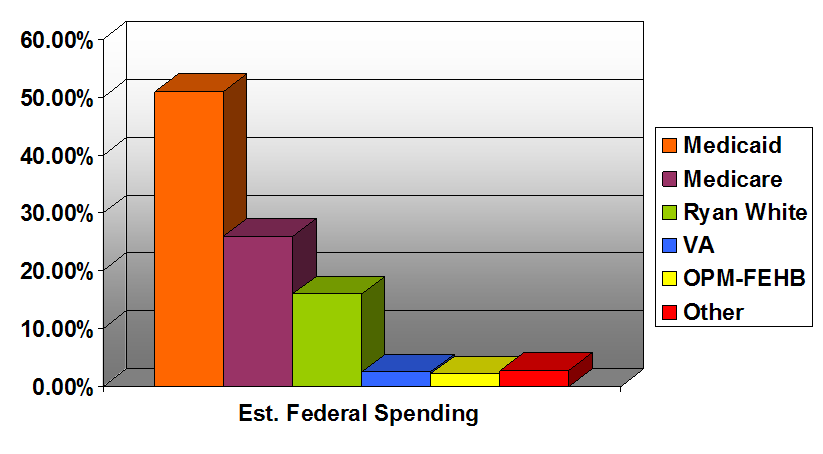 60.00%
50.00%
40.00%
30.00%
20.00%
10.00%
0.00%
Est. Federal Spending
Medicaid
Medicare
Ryan White
VA
OPM-FEHB
Other